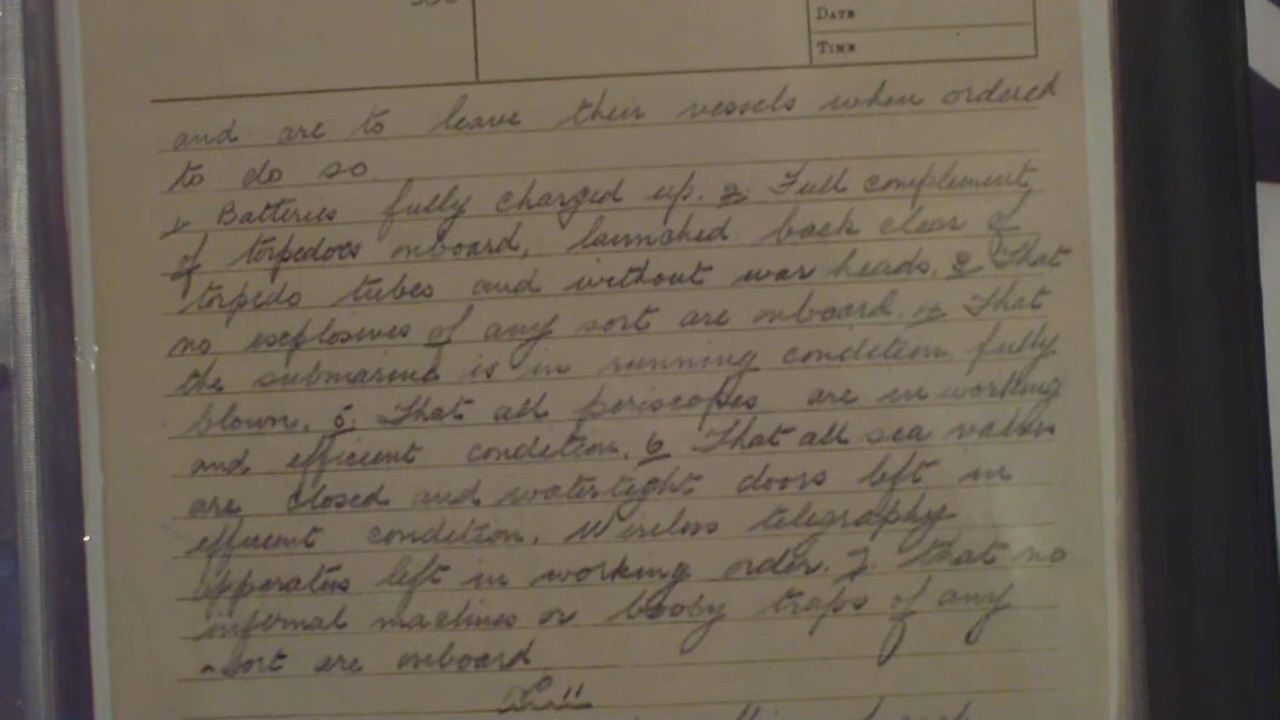 DATE
TIME
and are to leave their vessels when ordered
to do so.
1. Batteries fully charged up. 2. Full complement
of torpedoes onboard, launched back clear of
torpedo tubes and without war heads. 3. That
no explosives of any sort are onboard. 4. That
the submarine is in running condition fully
blown. 5. That all periscopes are in working
and efficient condition. 6. That all sea valves
are closed and watertight doors left in
efficient condition. Wireless telegraphy
apparatus left in working order. 7. That no
infernal machines or booby traps of any
sort are onboard